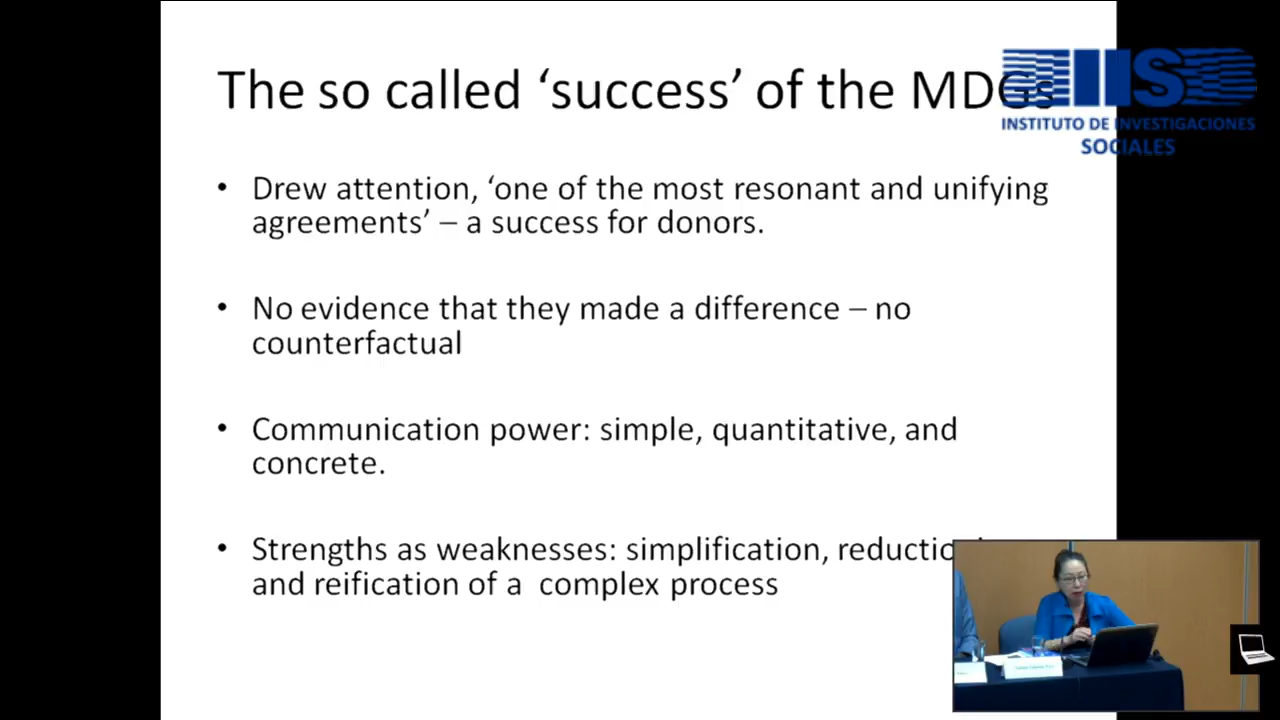 The so called ‘success’ of the MDGs
IIS
INSTITUTO DE INVESTIGACIONES
SOCIALES
• Drew attention, ‘one of the most resonant and unifying
agreements’ – a success for donors.
• No evidence that they made a difference – no
counterfactual
• Communication power: simple, quantitative, and
concrete.
• Strengths as weaknesses: simplification,
and reification of a complex process